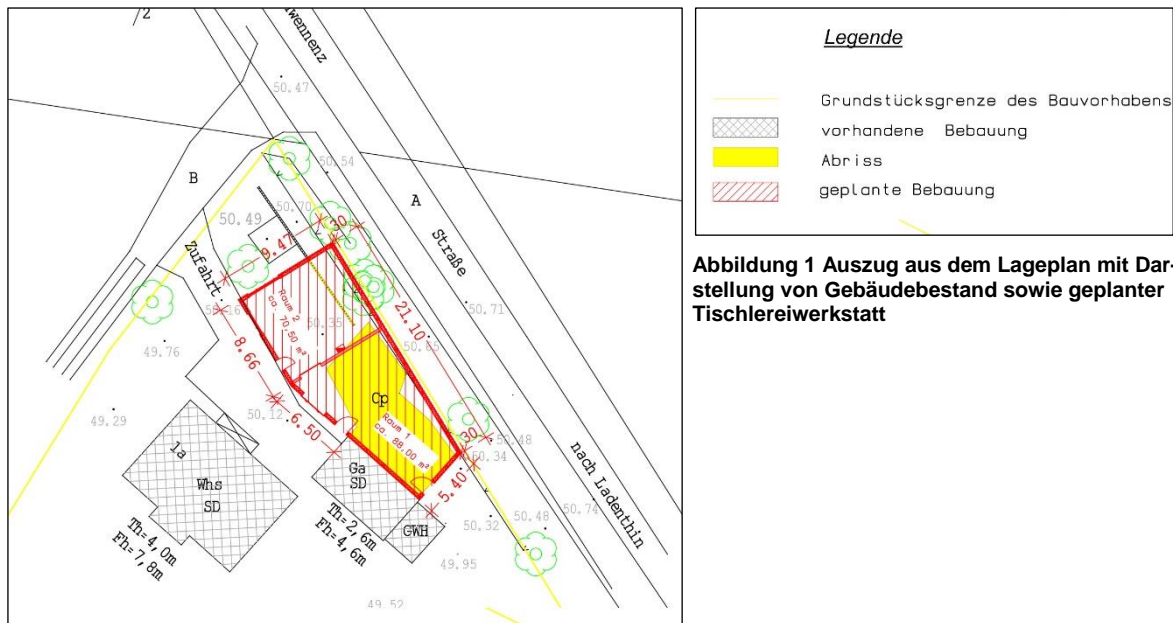 2
wennenz
50.47
50.54
B
50.70
A
50.49
30
9.47
Zufahrt
Straße
Raum 2
ca. 70,50 m²
50.35
21.10
50.71
49.76
8.66
Cp
49.29
50.12
6.50
Raum 1
ca. 88,00 m²
30
50.48
50.34
1a
Whs
SD
Ga
SD
5.40
nach Ladenthin
GWH
50.32
50.48
50.74
Th=4,0m
Fh=7,8m
Th=2,6m
Fh=4,6m
49.95
49.52
Legende
Grundstücksgrenze des Bauvorhabens
vorhandene Bebauung
Abriss
geplante Bebauung
Abbildung 1 Auszug aus dem Lageplan mit Dar-
stellung von Gebäudebestand sowie geplanter
Tischlereiwerkstatt